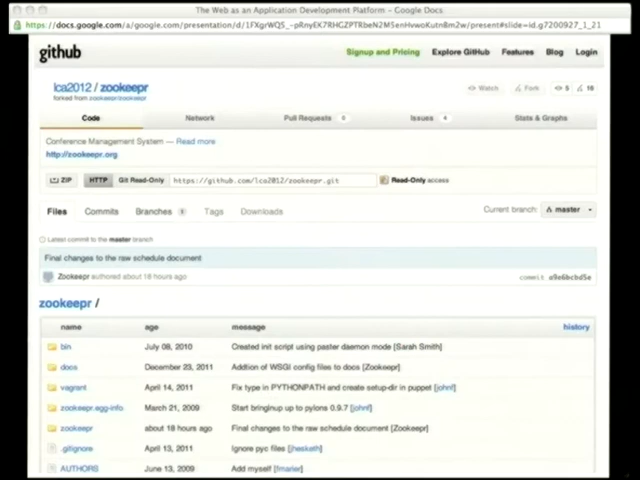 The Web as an Application Development Platform - Google Docs
github
Signup and Pricing Explore GitHub Features Blog Login
lca2012 / zookeepr
forked from zookeepr/zookeepr
Watch Fork 5 18
Code Network Pull Requests 0 Issues 4 Stats & Graphs
Conference Management System — Read more
http://zookeepr.org
ZIP HTTP Git Read-Only https://github.com/lca2012/zookeepr.git Read-Only access
Files Commits Branches Tags Downloads
Current branch: master
Latest commit to the master branch
Final changes to the raw schedule document
Zookeepr authored about 18 hours ago
commit a9e6bcbd5e
zookeepr /
name age message history
bin July 08, 2010 Created init script using paster daemon mode [Sarah Smith]
docs December 23, 2011 Addtion of WSGI config files to docs [Zookeepr]
vagrant April 14, 2011 Fix type in PYTHONPATH and create setup-dir in puppet [johnf]
zookeepr.egg-info March 21, 2009 Start bringinup up to pylons 0.9.7 [johnf]
zookeepr about 18 hours ago Final changes to the raw schedule document [Zookeepr]
.gitignore April 13, 2011 Ignore pyc files [jhesketh]
AUTHORS June 13, 2009 Add myself [fmarier]